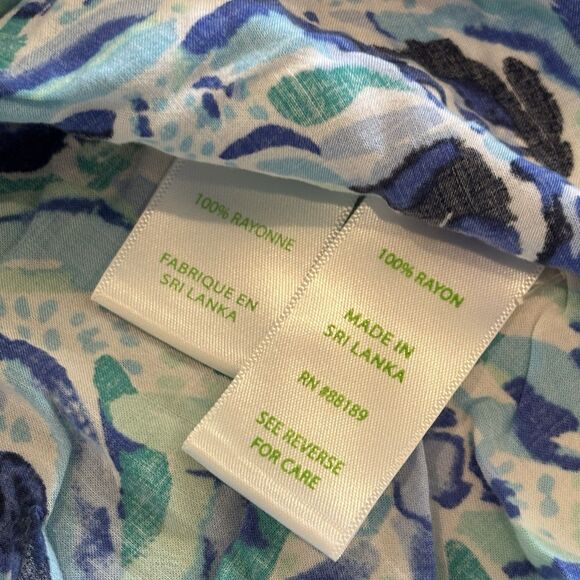 100% RAYONNE
FABRIQUE EN
SRI LANKA
100% RAYON
MADE IN
SRI LANKA
RN #88189
SEE REVERSE
FOR CARE